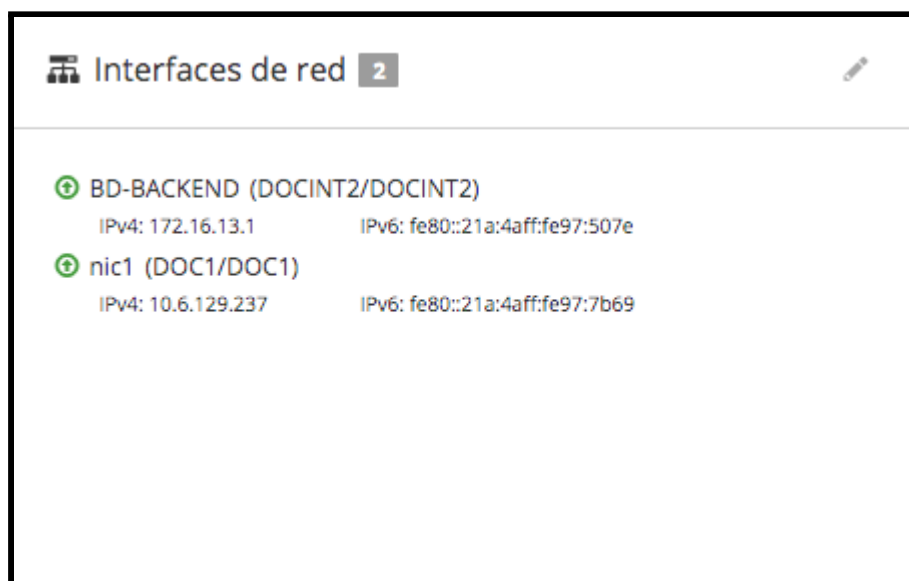 Interfaces de red 2
BD-BACKEND (DOCINT2/DOCINT2)
IPv4: 172.16.13.1 IPv6: fe80::21a:4aff:fe97:507e
nic1 (DOC1/DOC1)
IPv4: 10.6.129.237 IPv6: fe80::21a:4aff:fe97:7b69